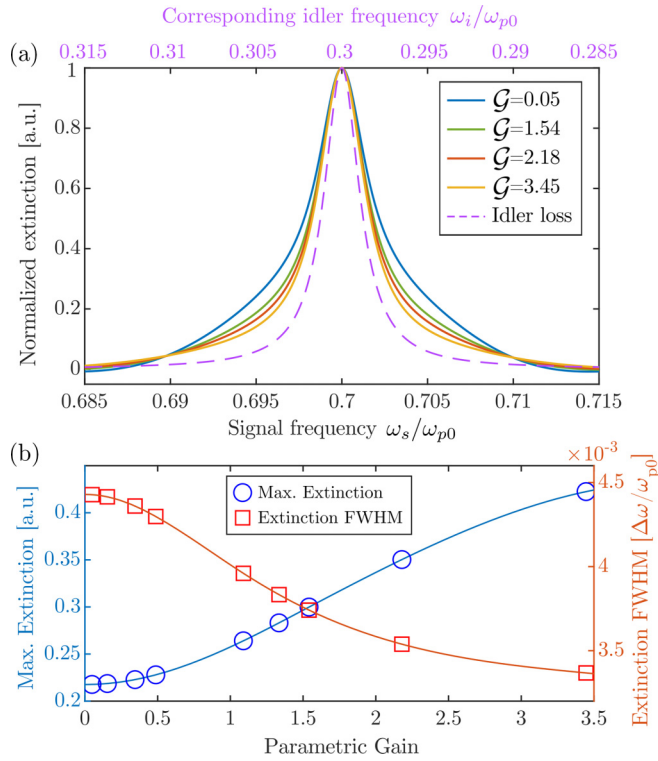 Corresponding idler frequency ω_i/ω_p0
(a)
0.315 0.31 0.305 0.3 0.295 0.29 0.285
Normalized extinction [a.u.]
1
0.8
0.6
0.4
0.2
0
𝒢=0.05
𝒢=1.54
𝒢=2.18
𝒢=3.45
Idler loss
0.685 0.69 0.695 0.7 0.705 0.71 0.715
Signal frequency ω_s/ω_p0
(b)
×10⁻³
Max. Extinction [a.u.]
0.4
0.35
0.3
0.25
0.2
Max. Extinction
Extinction FWHM
4.5
4
3.5
Extinction FWHM [Δω/ω_p0]
0 0.5 1 1.5 2 2.5 3 3.5
Parametric Gain